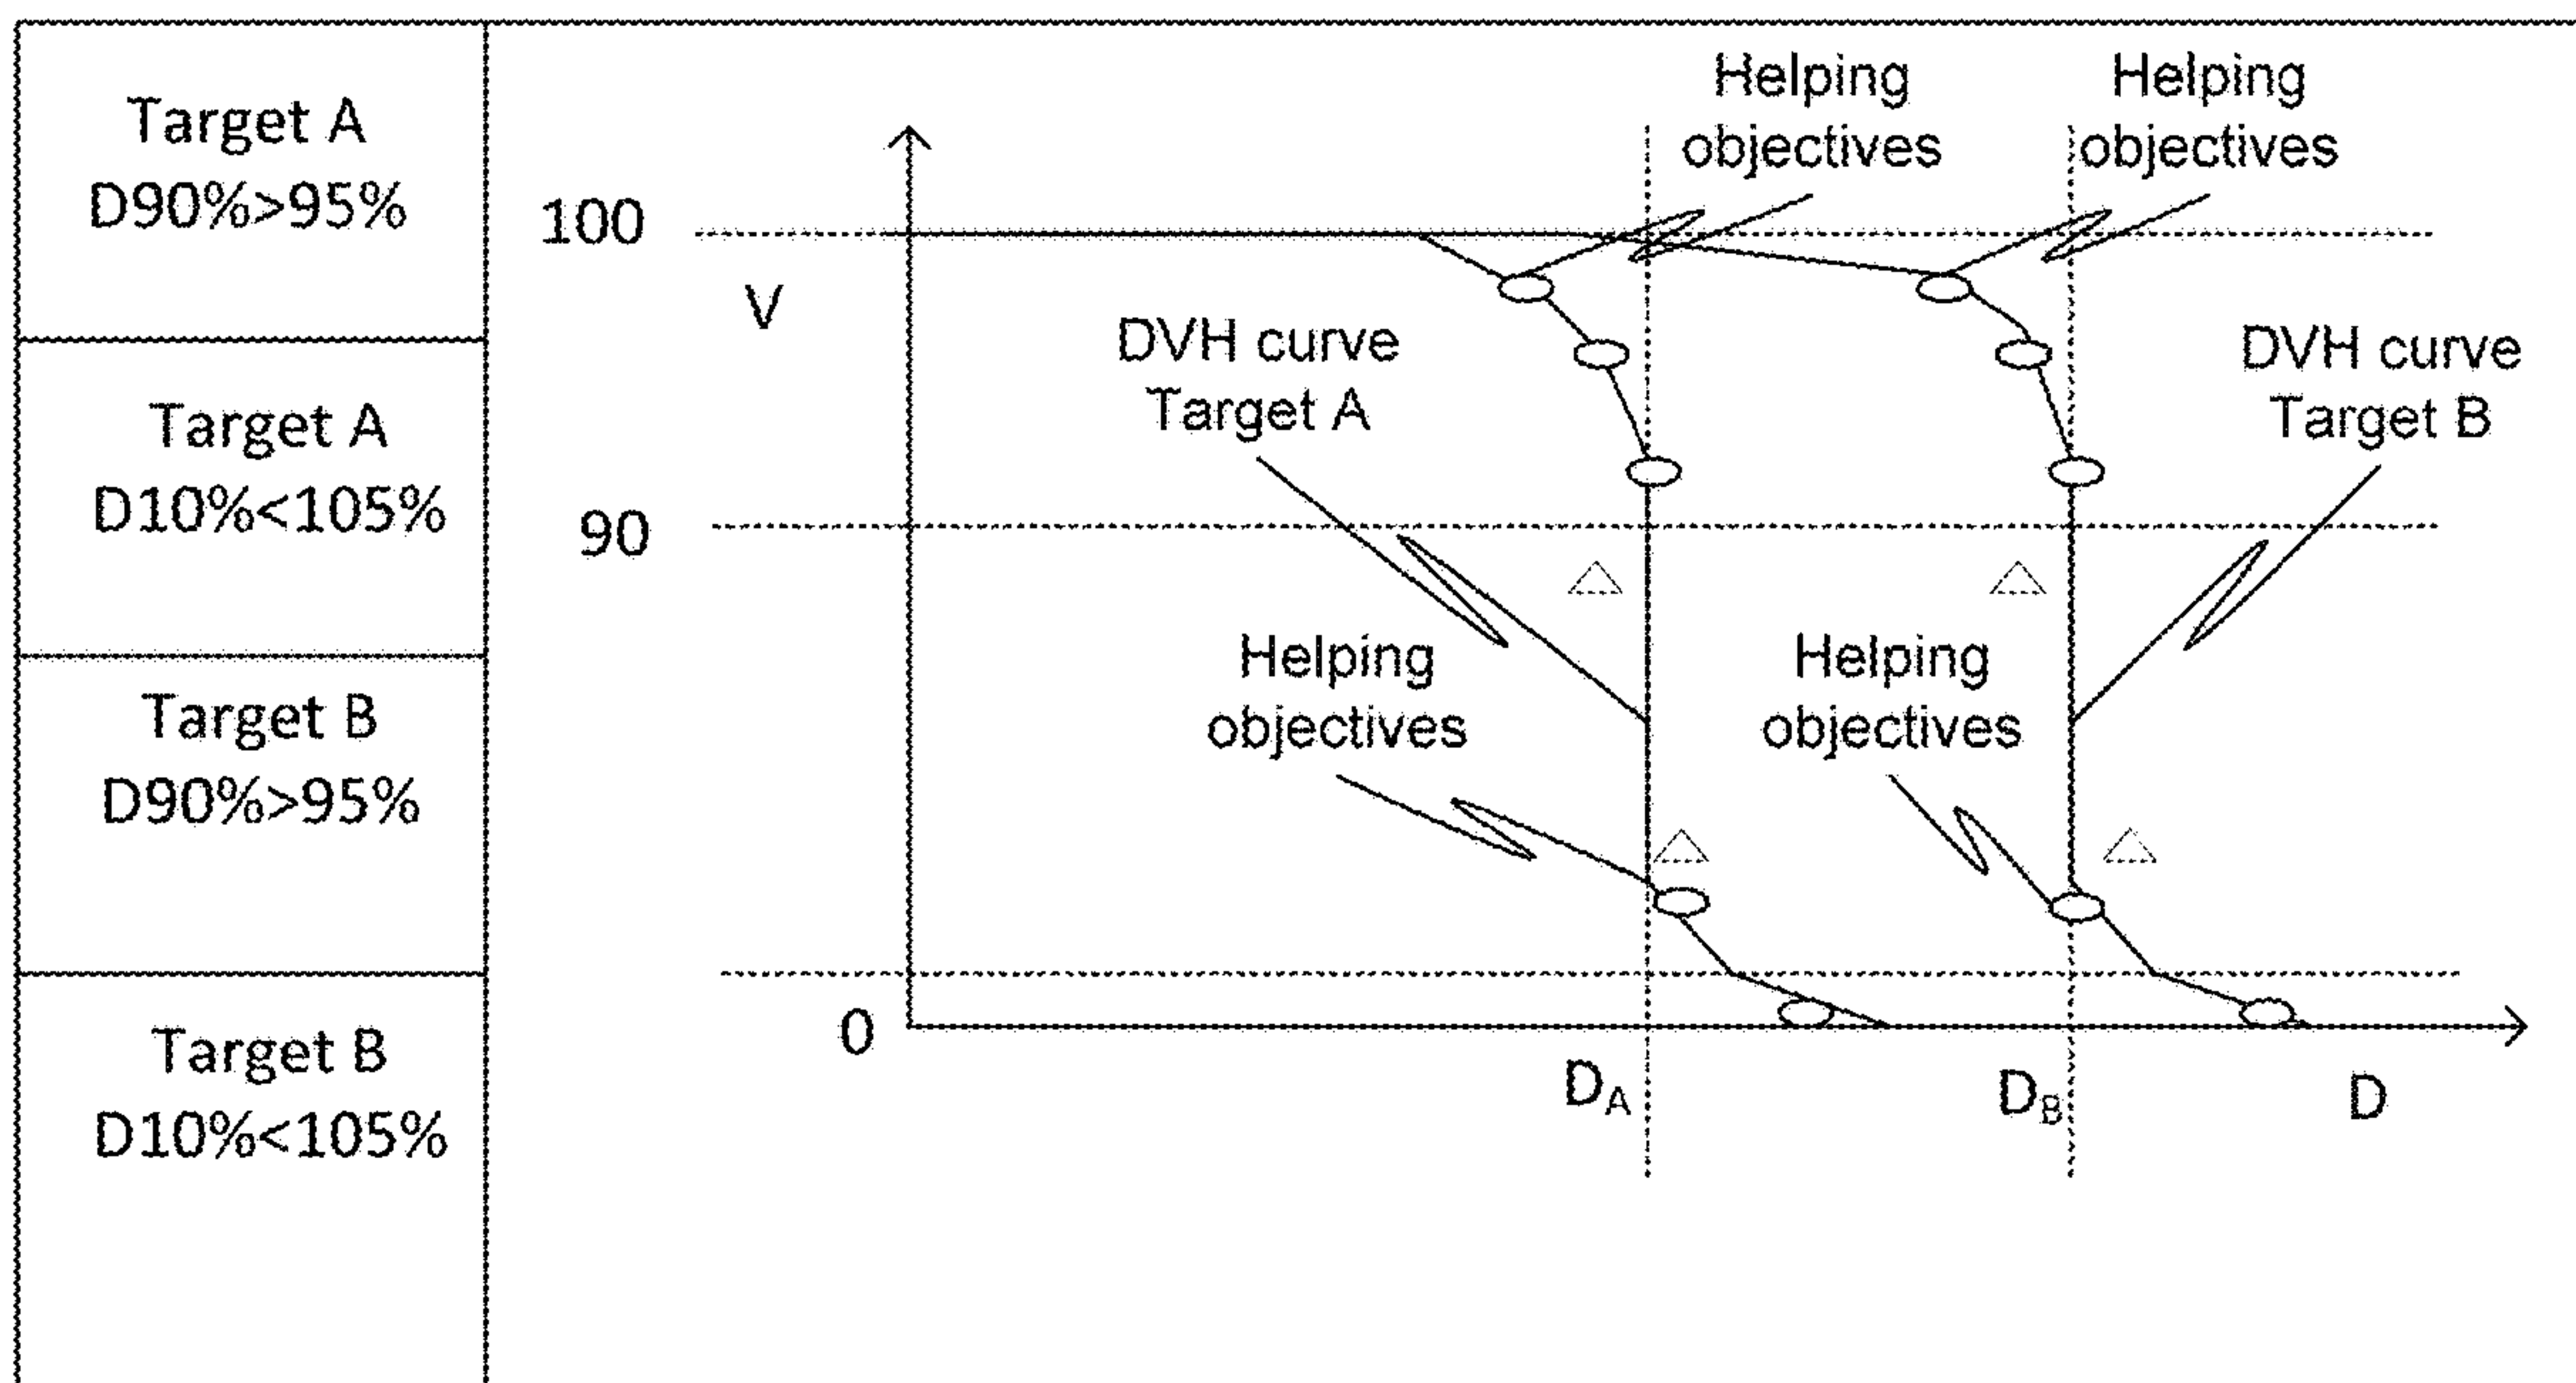 Target A
D90%>95%
Target A
D10%<105%
Target B
D90%>95%
Target B
D10%<105%
Helping
objectives
Helping
objectives
100
V
DVH curve
Target A
DVH curve
Target B
90
Helping
objectives
Helping
objectives
0
DA
DB
D